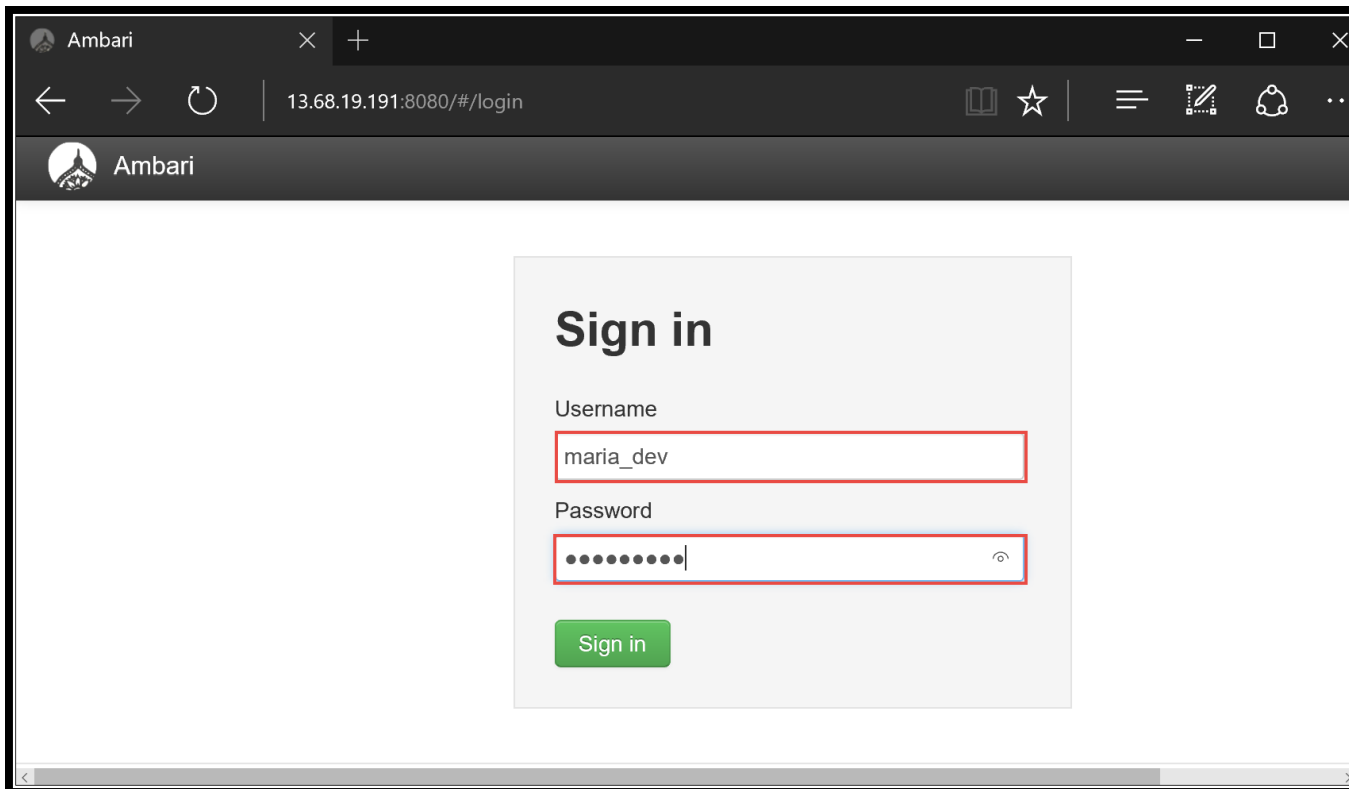 Ambari
13.68.19.191:8080/#/login
Ambari
Sign in
Username
maria_dev
Password
•••••••••
Sign in